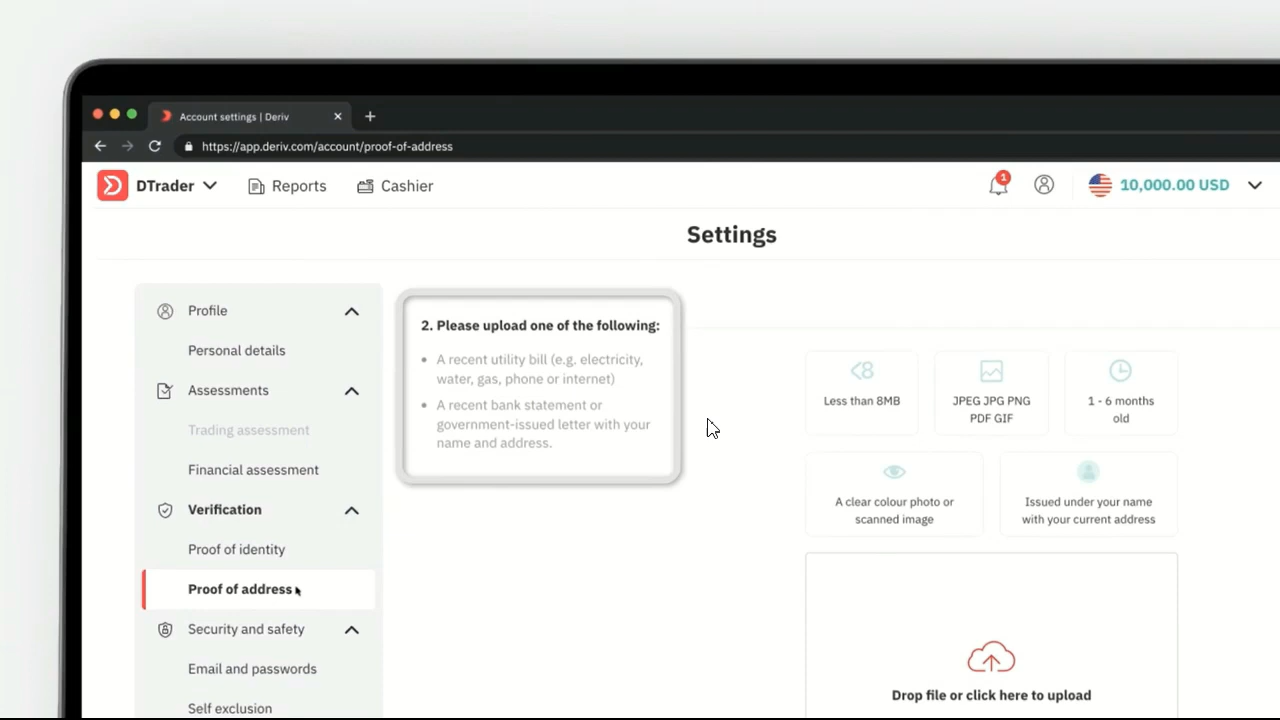 Account settings | Deriv
https://app.deriv.com/account/proof-of-address
DTrader
Reports
Cashier
1
10,000.00 USD
Settings
Profile
Personal details
Assessments
Trading assessment
Financial assessment
Verification
Proof of identity
Proof of address
Security and safety
Email and passwords
Self exclusion
2. Please upload one of the following:
• A recent utility bill (e.g. electricity,
water, gas, phone or internet)
• A recent bank statement or
government-issued letter with your
name and address.
<8
Less than 8MB
JPEG JPG PNG
PDF GIF
1 - 6 months
old
A clear colour photo or
scanned image
Issued under your name
with your current address
Drop file or click here to upload